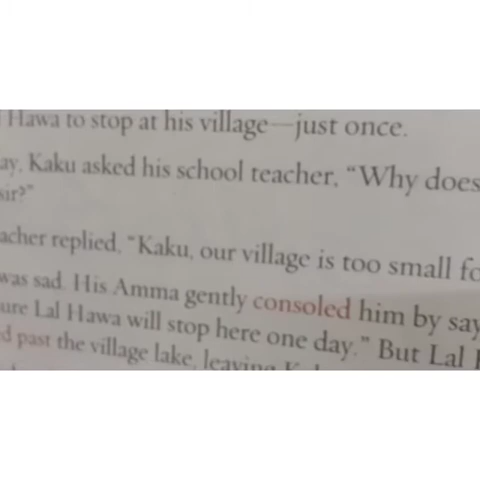 Hawa to stop at his village—just once.
ay, Kaku asked his school teacher, "Why does
sir?"
acher replied, "Kaku, our village is too small fo
was sad. His Amma gently consoled him by say
ure Lal Hawa will stop here one day." But Lal
d past the village lake, leaving